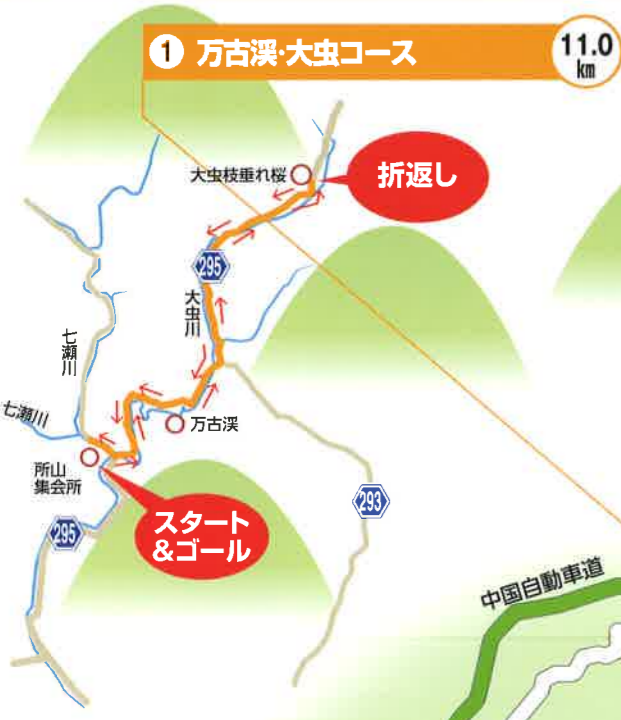 ① 万古渓・大虫コース
11.0
km
大虫枝垂れ桜
折返し
295
大虫川
七瀬川
七瀬川
万古渓
所山
集会所
293
スタート
&ゴール
295
中国自動車道